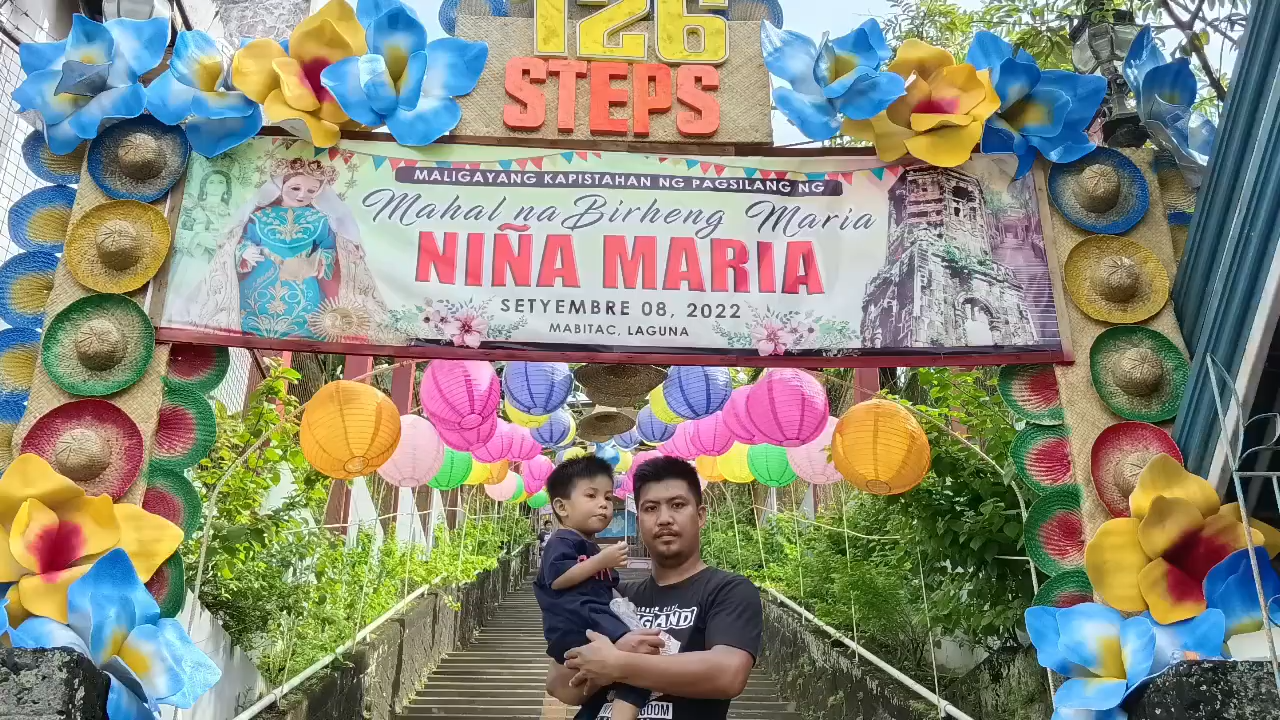 126
STEPS
MALIGAYANG KAPISTAHAN NG PAGSILANG NG
Mahal na Birheng Maria
NIÑA MARIA
SETYEMBRE 08, 2022
MABITAC, LAGUNA